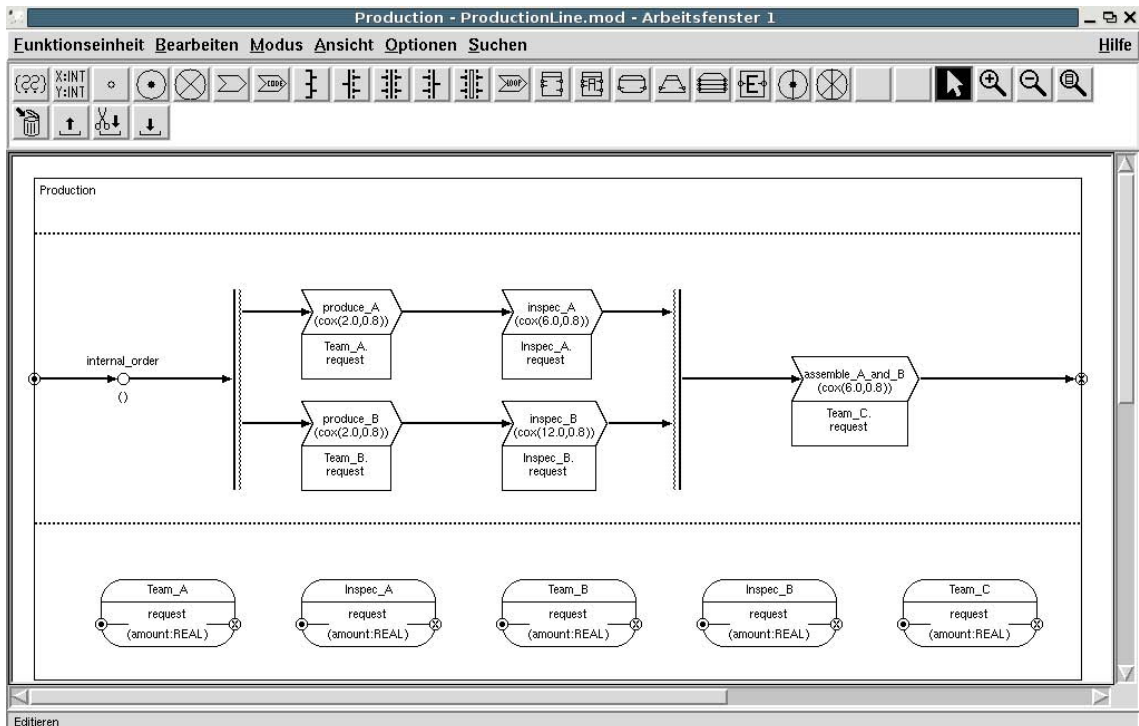 Production - ProductionLine.mod - Arbeitsfenster 1
Funktionseinheit Bearbeiten Modus Ansicht Optionen Suchen Hilfe
{??}
X:INT
Y:INT
CODE
LOOP
A
E
Production
produce_A
(cox(2.0,0.8))
Team_A.
request
inspec_A
(cox(6.0,0.8))
Inspec_A.
request
internal_order
()
assemble_A_and_B
(cox(6.0,0.8))
Team_C.
request
produce_B
(cox(2.0,0.8))
Team_B.
request
inspec_B
(cox(12.0,0.8))
Inspec_B.
request
Team_A
request
(amount:REAL)
Inspec_A
request
(amount:REAL)
Team_B
request
(amount:REAL)
Inspec_B
request
(amount:REAL)
Team_C
request
(amount:REAL)
Editieren